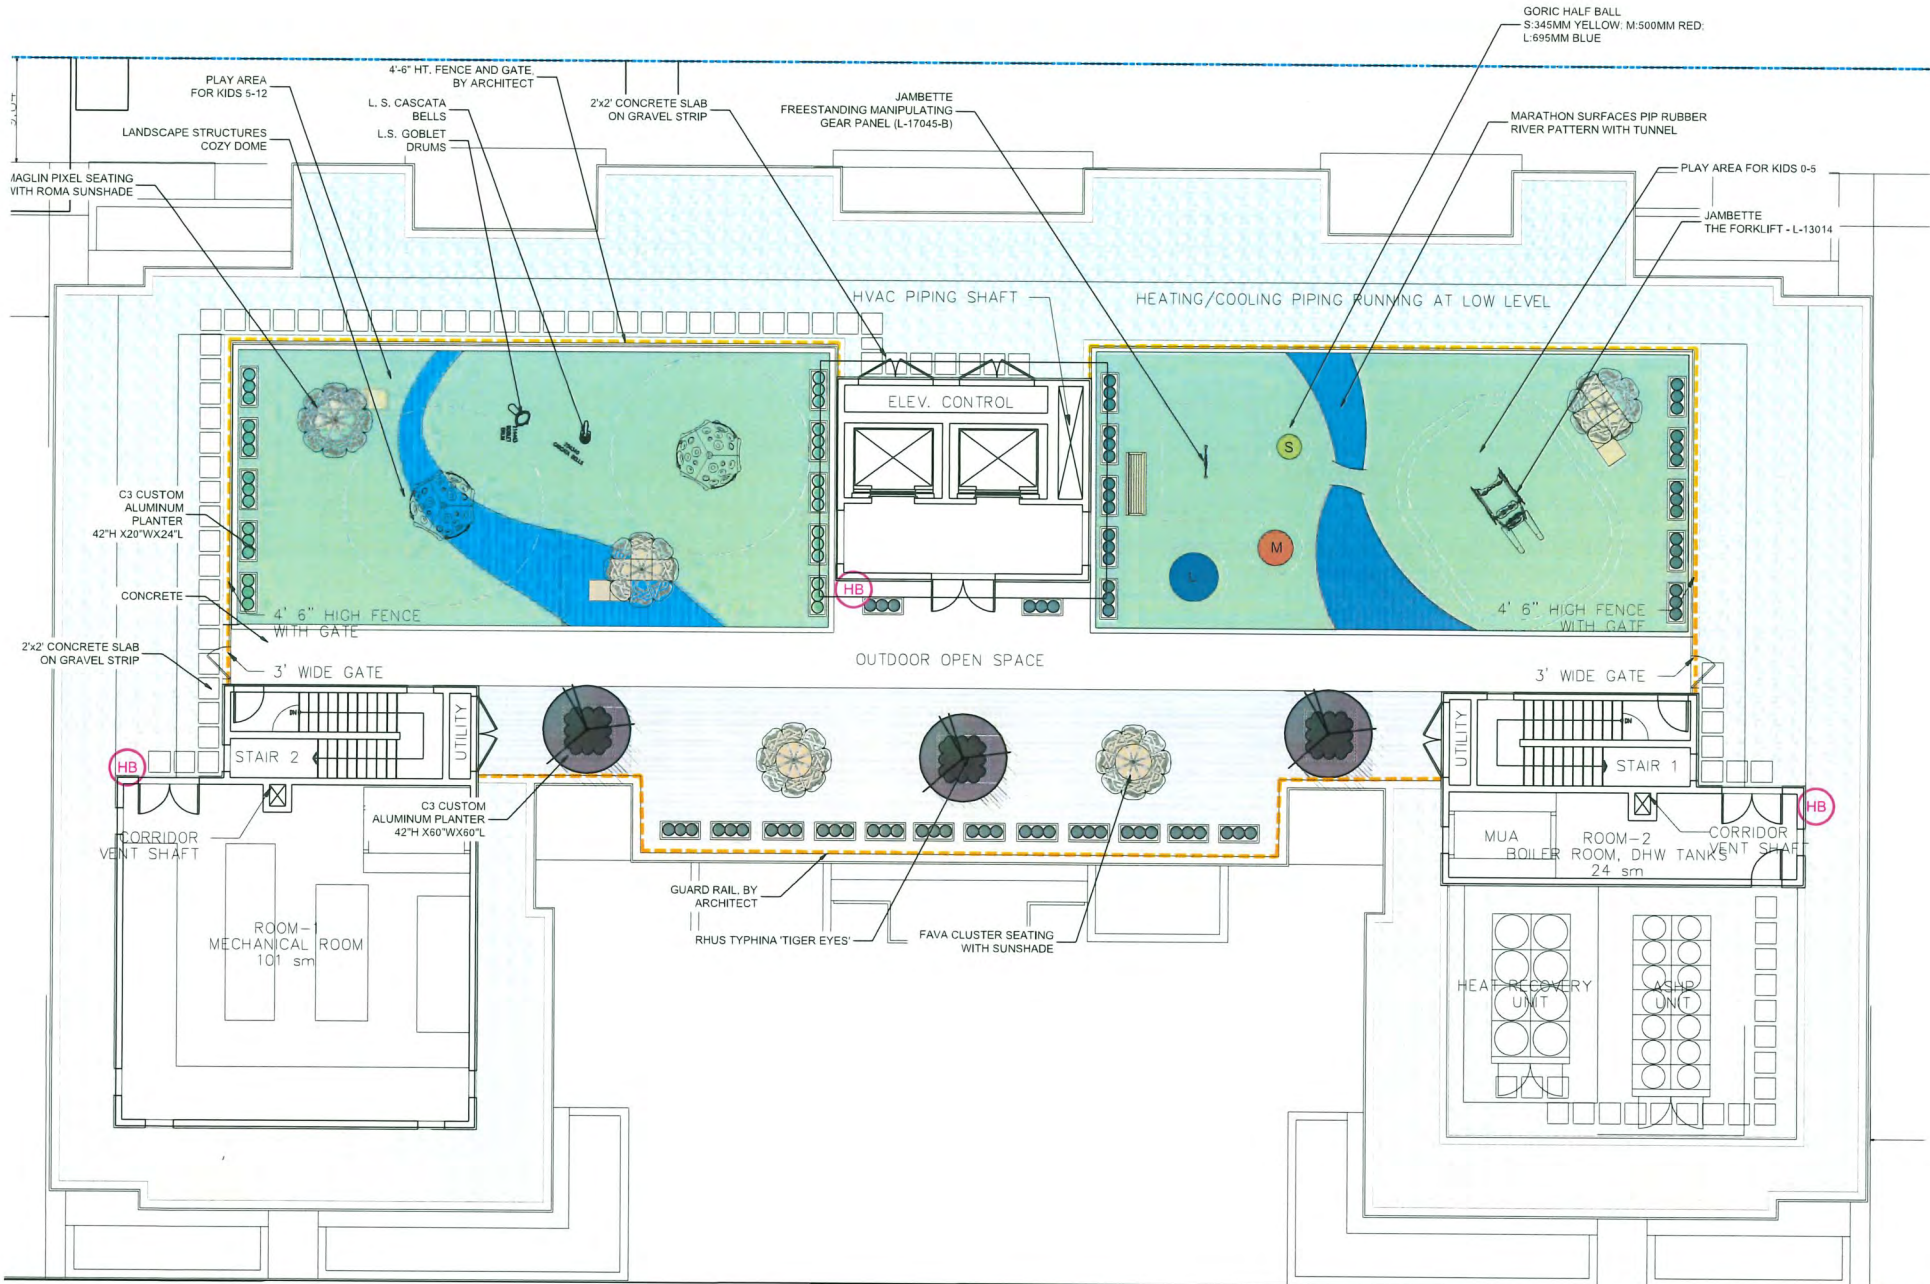 GORIC HALF BALL
S:345MM YELLOW: M:500MM RED:
L:695MM BLUE
PLAY AREA
FOR KIDS 5-12
4'-6" HT. FENCE AND GATE,
BY ARCHITECT
L. S. CASCATA
BELLS
2'x2' CONCRETE SLAB
ON GRAVEL STRIP
JAMBETTE
FREESTANDING MANIPULATING
GEAR PANEL (L-17045-B)
MARATHON SURFACES PIP RUBBER
RIVER PATTERN WITH TUNNEL
LANDSCAPE STRUCTURES
COZY DOME
L.S. GOBLET
DRUMS
MAGLIN PIXEL SEATING
WITH ROMA SUNSHADE
PLAY AREA FOR KIDS 0-5
JAMBETTE
THE FORKLIFT - L-13014
HVAC PIPING SHAFT
HEATING/COOLING PIPING RUNNING AT LOW LEVEL
ELEV. CONTROL
S
M
L
C3 CUSTOM
ALUMINUM
PLANTER
42"H X20"WX24"L
HB
CONCRETE
4' 6" HIGH FENCE
WITH GATE
4' 6" HIGH FENCE
WITH GATE
2'x2' CONCRETE SLAB
ON GRAVEL STRIP
3' WIDE GATE
OUTDOOR OPEN SPACE
3' WIDE GATE
UTILITY
UTILITY
STAIR 2
STAIR 1
HB
HB
C3 CUSTOM
ALUMINUM PLANTER
42"H X60"WX60"L
CORRIDOR
VENT SHAFT
MUA
ROOM-2
BOILER ROOM, DHW TANKS
24 sm
CORRIDOR
VENT SHAFT
GUARD RAIL, BY
ARCHITECT
RHUS TYPHINA 'TIGER EYES'
FAVA CLUSTER SEATING
WITH SUNSHADE
ROOM-1
MECHANICAL ROOM
101 sm
HEAT RECOVERY
UNIT
ASHP
UNIT